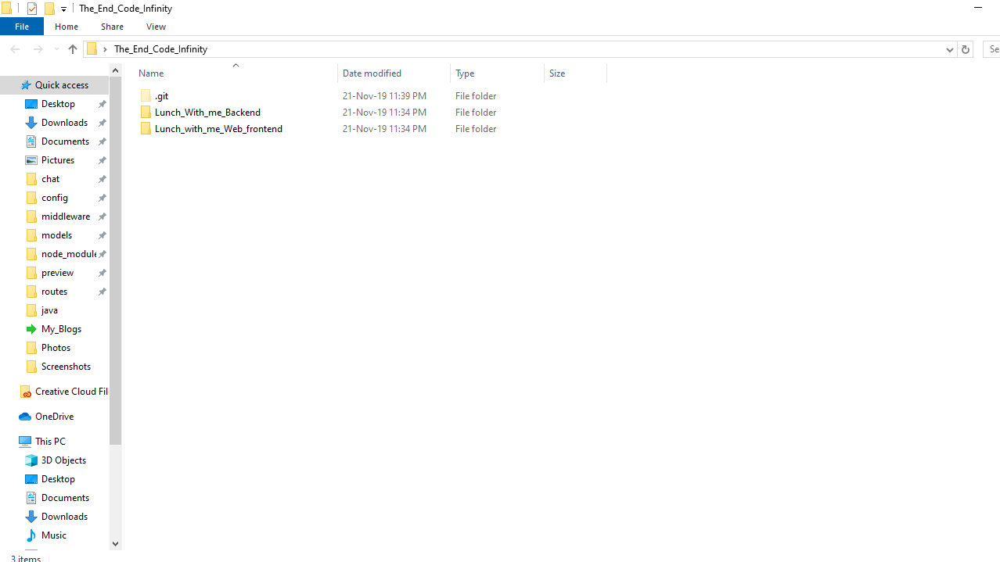 The_End_Code_Infinity
File Home Share View
The_End_Code_Infinity Se
Name Date modified Type Size
.git 21-Nov-19 11:39 PM File folder
Lunch_With_me_Backend 21-Nov-19 11:34 PM File folder
Lunch_with_me_Web_frontend 21-Nov-19 11:34 PM File folder
Quick access
Desktop
Downloads
Documents
Pictures
chat
config
middleware
models
node_module
preview
routes
java
My_Blogs
Photos
Screenshots
Creative Cloud Fil
OneDrive
This PC
3D Objects
Desktop
Documents
Downloads
Music
3 items